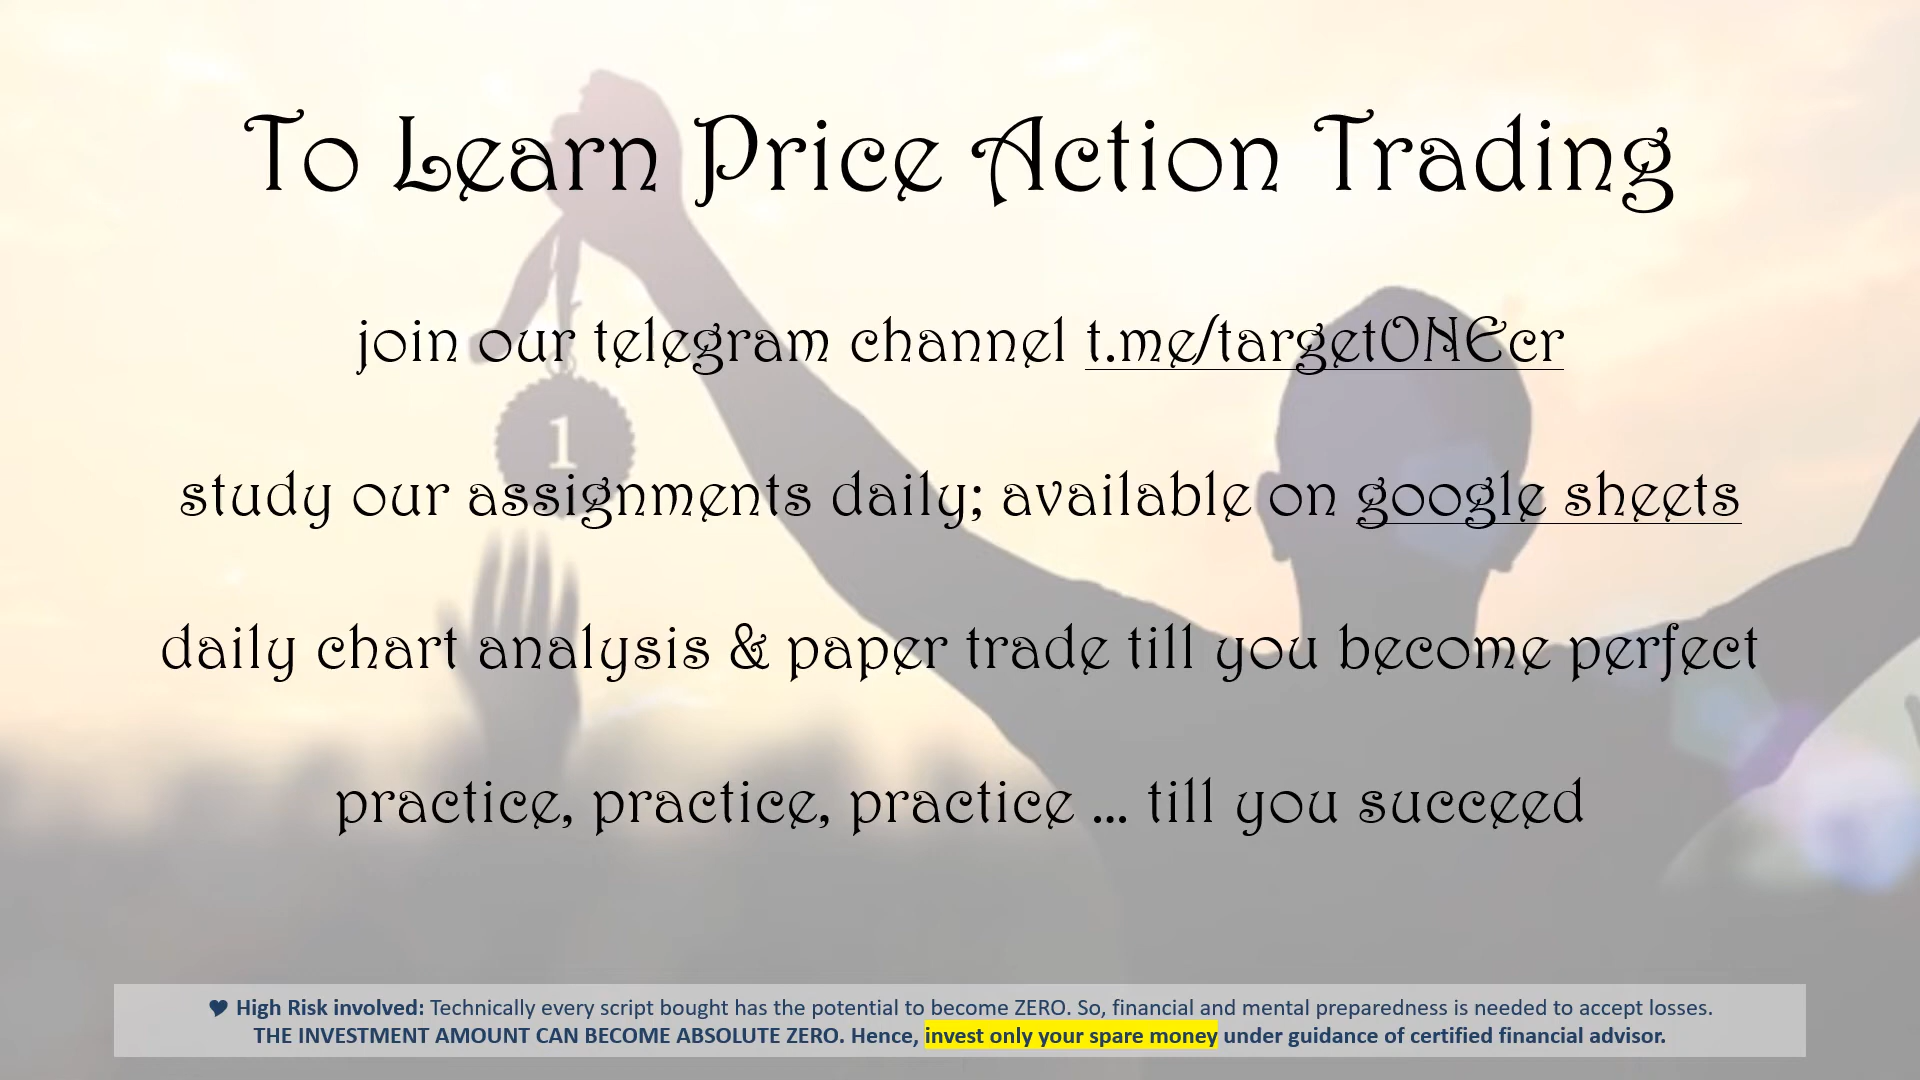 To Learn Price Action Trading
join our telegram channel t.me/targetONEcr
1
study our assignments daily; available on google sheets
daily chart analysis & paper trade till you become perfect
practice, practice, practice ... till you succeed
♥ High Risk involved: Technically every script bought has the potential to become ZERO. So, financial and mental preparedness is needed to accept losses.
THE INVESTMENT AMOUNT CAN BECOME ABSOLUTE ZERO. Hence, invest only your spare money under guidance of certified financial advisor.